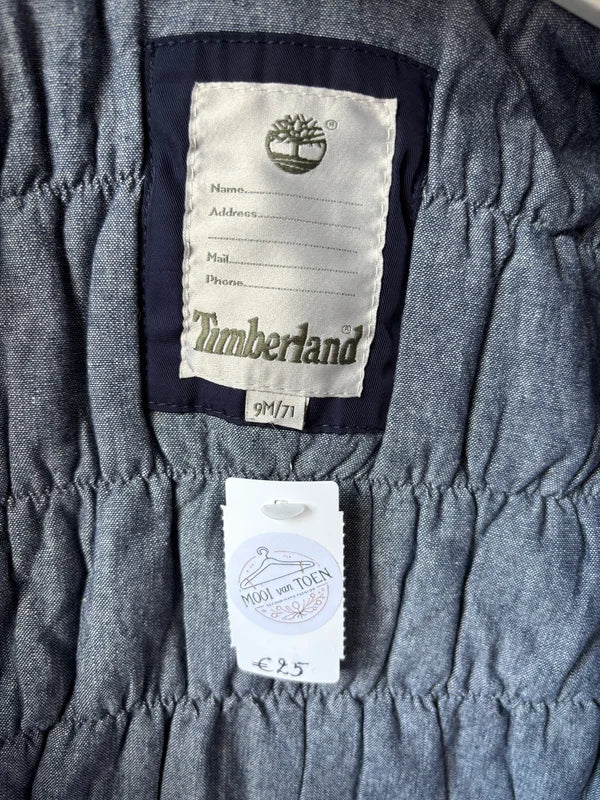 ®
Name
Address
Mail
Phone
Timberland®
9M/71
MOOI van TOEN
€25